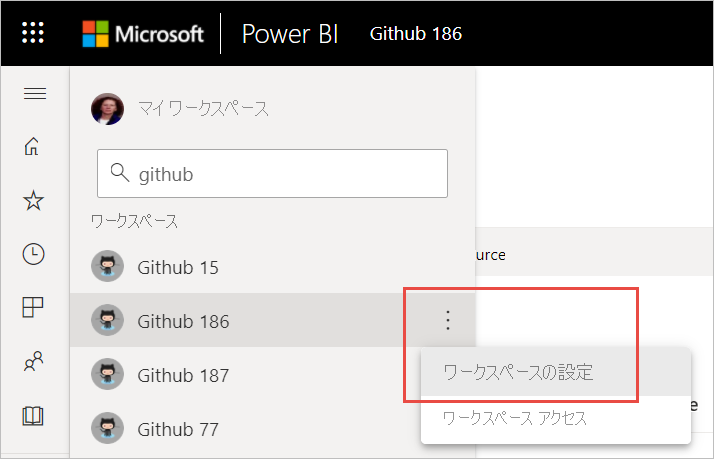 Microsoft Power BI Github 186
マイ ワークスペース
github
ワークスペース
urce
Github 15
Github 186
ワークスペースの設定
Github 187
e
ワークスペース アクセス
Github 77